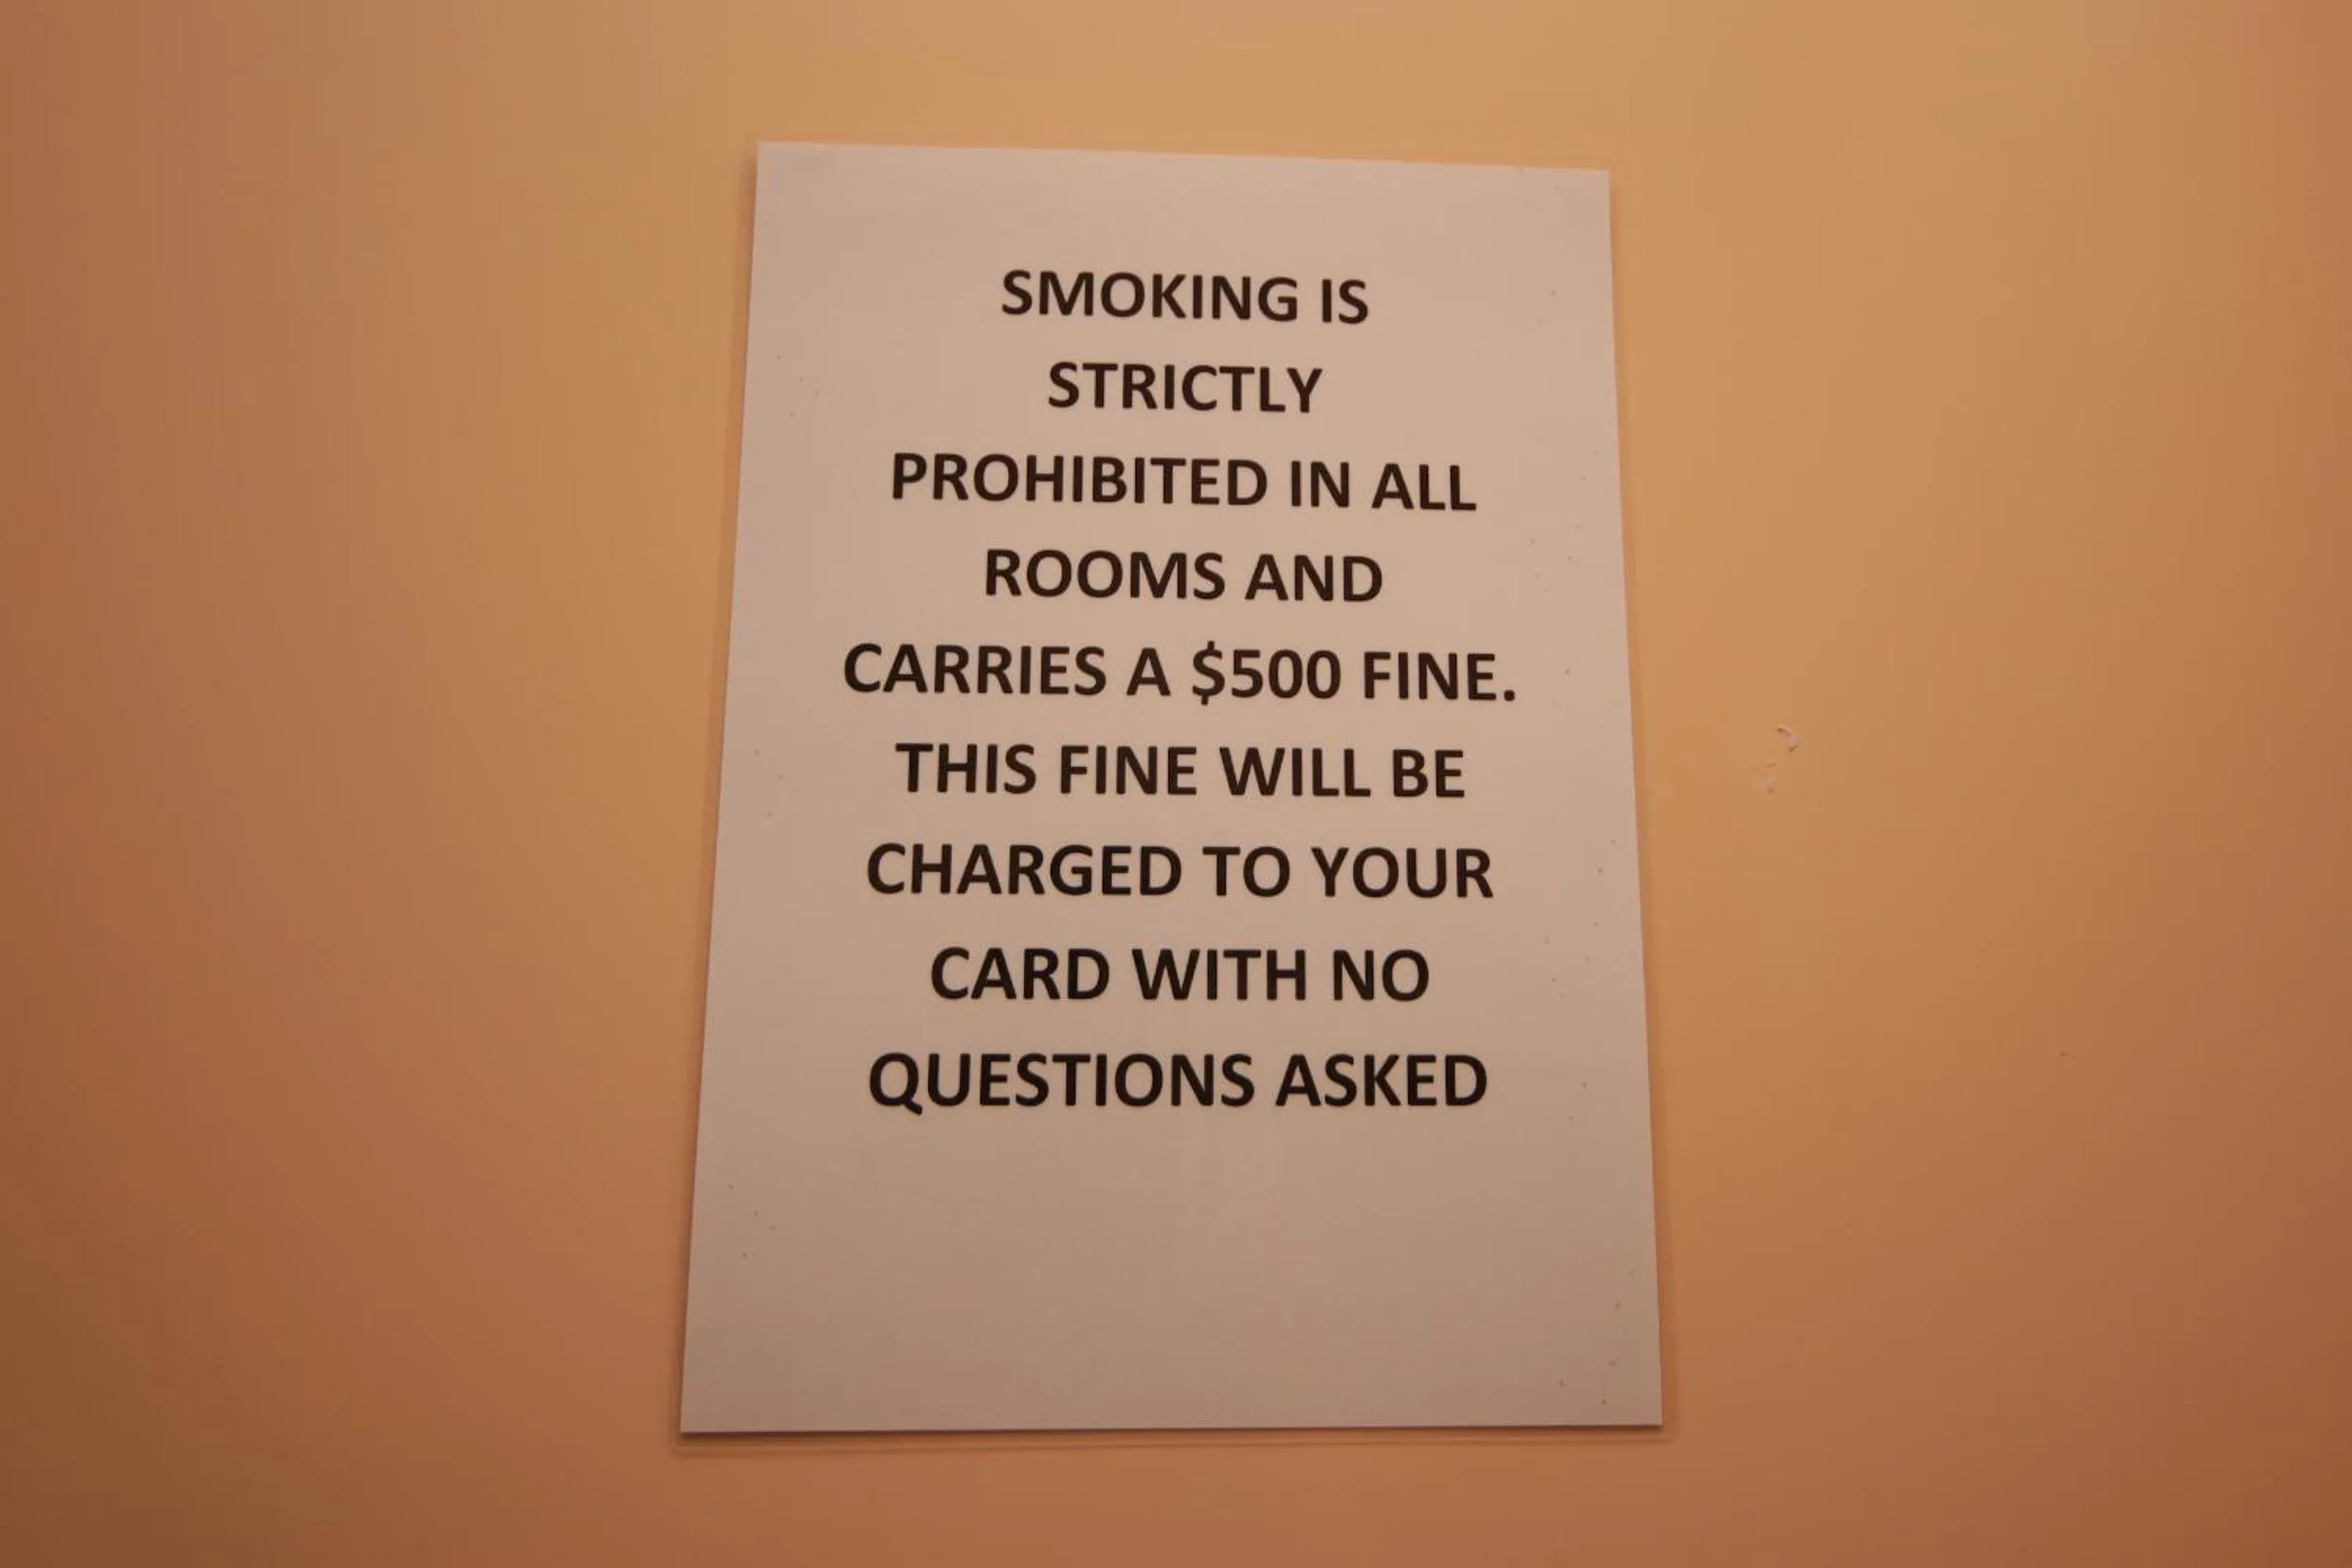 SMOKING IS
STRICTLY
PROHIBITED IN ALL
ROOMS AND
CARRIES A $500 FINE.
THIS FINE WILL BE
CHARGED TO YOUR
CARD WITH NO
QUESTIONS ASKED